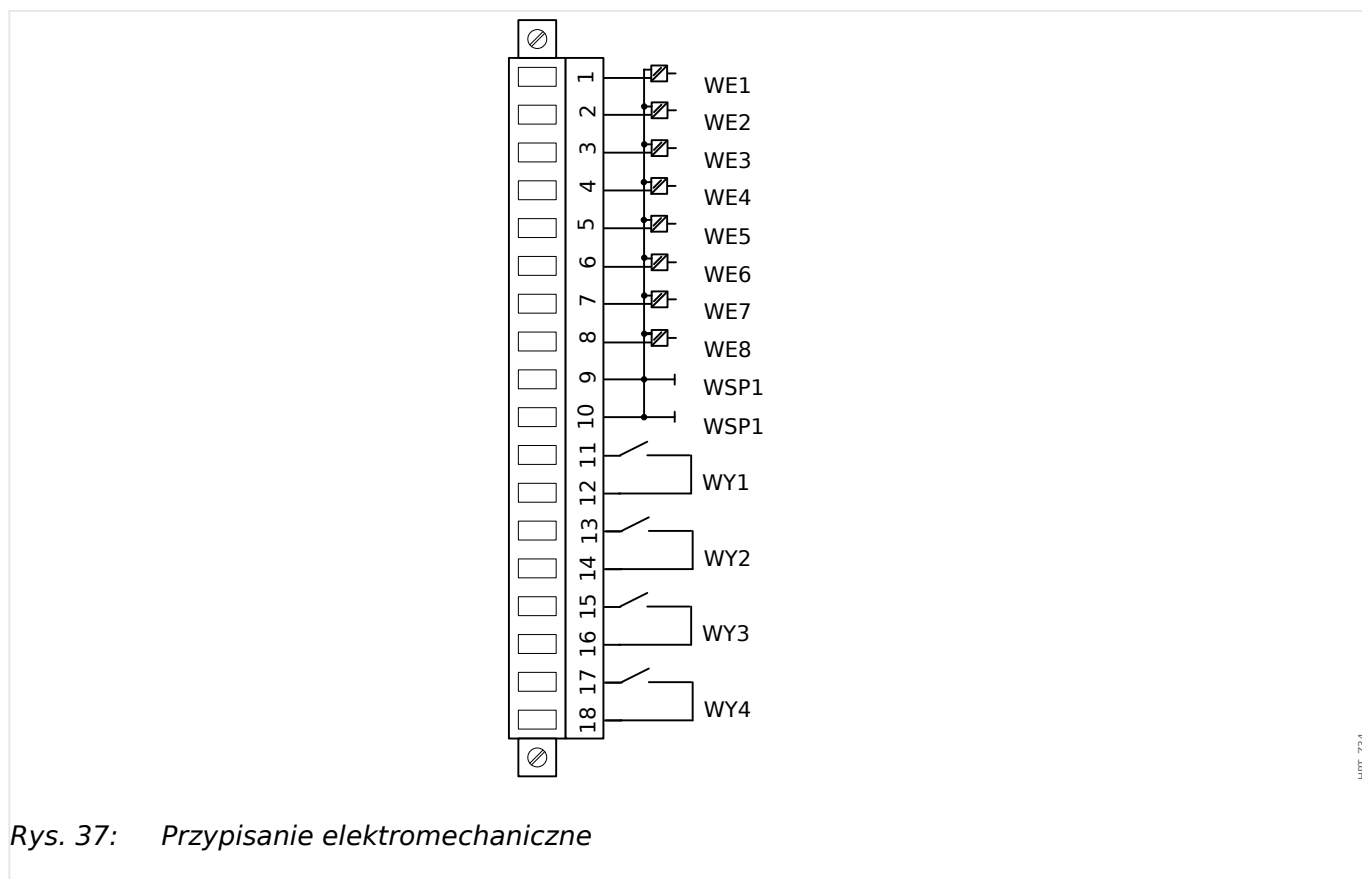 1 WE1
2 WE2
3 WE3
4 WE4
5 WE5
6 WE6
7 WE7
8 WE8
9 WSP1
10 WSP1
11
12 WY1
13
14 WY2
15
16 WY3
17
18 WY4
Rys. 37: Przypisanie elektromechaniczne